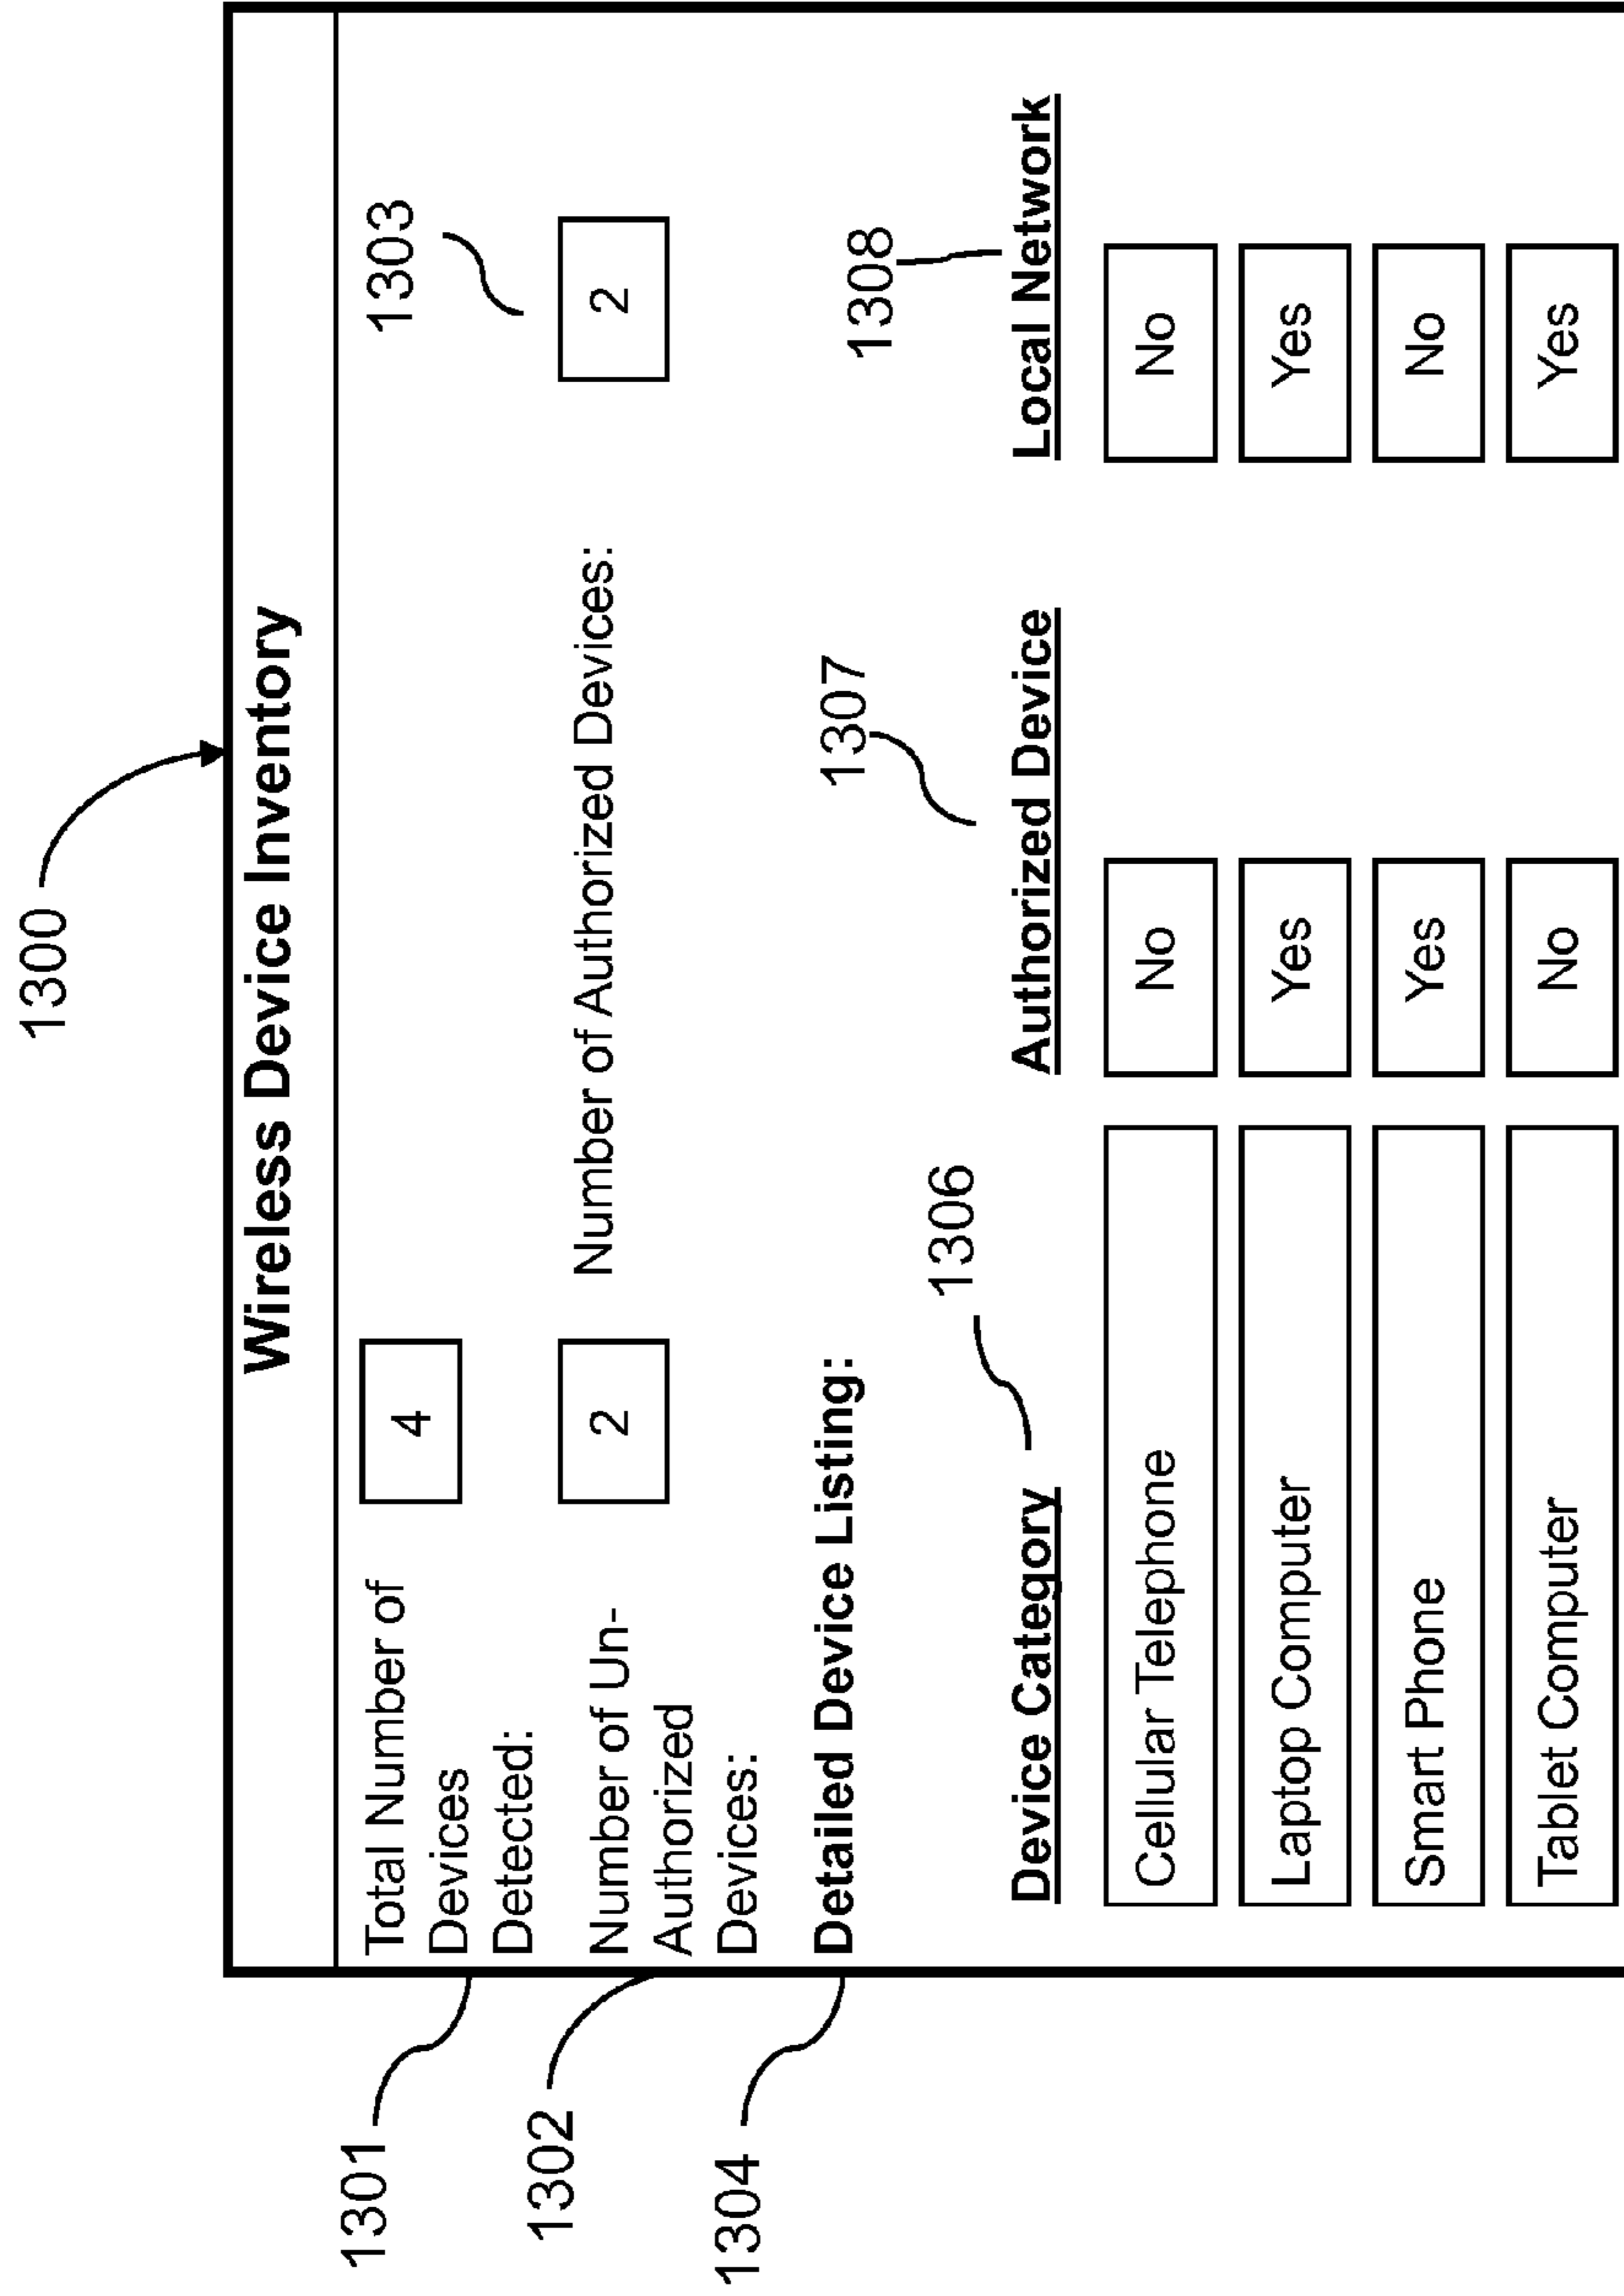 1300
Wireless Device Inventory
1301
Total Number of
Devices
Detected:
4
1303
1302
Number of Un-
Authorized
Devices:
2
Number of Authorized Devices:
2
1304
Detailed Device Listing:
1306
1307
1308
Device Category Authorized Device Local Network
Cellular Telephone No No
Laptop Computer Yes Yes
Smart Phone Yes No
Tablet Computer No Yes